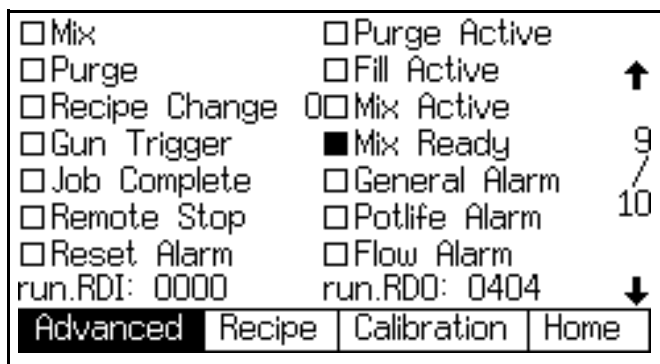 Mix Purge Active
Purge Fill Active
Recipe Change 0 Mix Active
Gun Trigger Mix Ready 9
Job Complete General Alarm /
Remote Stop Potlife Alarm 10
Reset Alarm Flow Alarm
run.RDI: 0000 run.RDO: 0404
Advanced Recipe Calibration Home